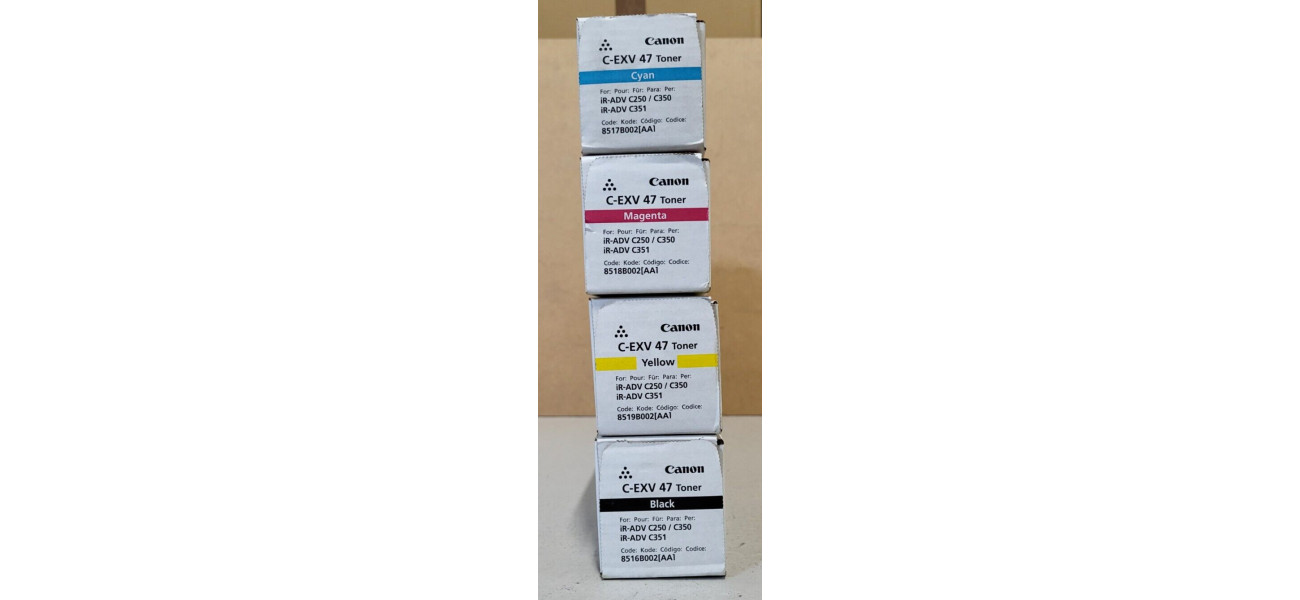 Canon
C-EXV 47 Toner
Cyan
For: Pour: Für: Para: Per:
iR-ADV C250 / C350
iR-ADV C351
Code: Kode: Código: Codice:
8517B002[AA]
Canon
C-EXV 47 Toner
Magenta
For: Pour: Für: Para: Per:
iR-ADV C250 / C350
iR-ADV C351
Code: Kode: Código: Codice:
8518B002[AA]
Canon
C-EXV 47 Toner
Yellow
For: Pour: Für: Para: Per:
iR-ADV C250 / C350
iR-ADV C351
Code: Kode: Código: Codice:
8519B002[AA]
Canon
C-EXV 47 Toner
Black
For: Pour: Für: Para: Per:
iR-ADV C250 / C350
iR-ADV C351
Code: Kode: Código: Codice:
8516B002[AA]